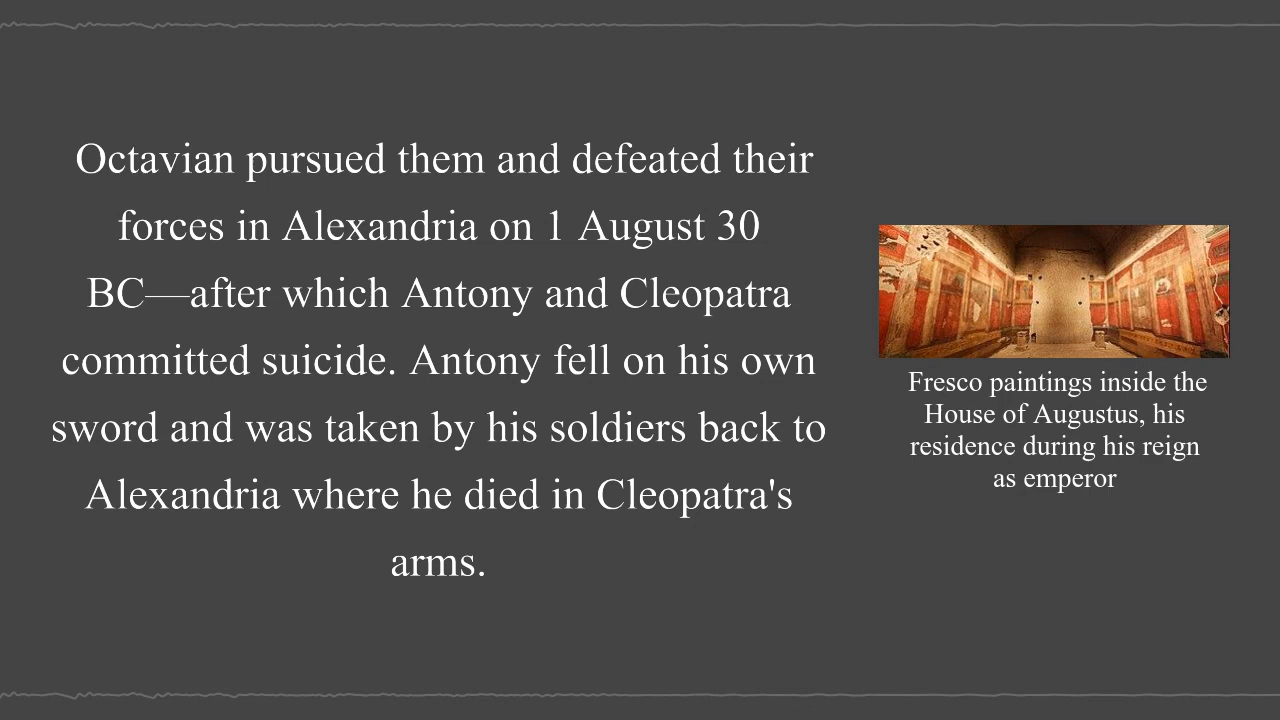 Octavian pursued them and defeated their
forces in Alexandria on 1 August 30
BC—after which Antony and Cleopatra
committed suicide. Antony fell on his own
sword and was taken by his soldiers back to
Alexandria where he died in Cleopatra's
arms.
Fresco paintings inside the
House of Augustus, his
residence during his reign
as emperor